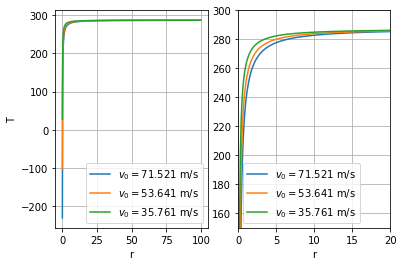 300
200
100
0
−100
−200
T
v₀ = 71.521 m/s
v₀ = 53.641 m/s
v₀ = 35.761 m/s
0 25 50 75 100
r
300
280
260
240
220
200
180
160
v₀ = 71.521 m/s
v₀ = 53.641 m/s
v₀ = 35.761 m/s
0 5 10 15 20
r